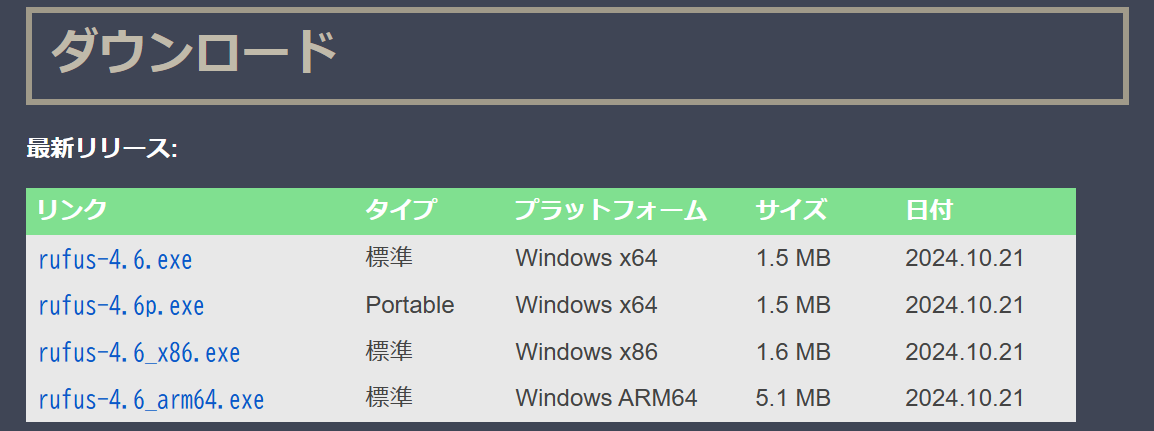 ダウンロード
最新リリース:
リンク タイプ プラットフォーム サイズ 日付
rufus-4.6.exe 標準 Windows x64 1.5 MB 2024.10.21
rufus-4.6p.exe Portable Windows x64 1.5 MB 2024.10.21
rufus-4.6_x86.exe 標準 Windows x86 1.6 MB 2024.10.21
rufus-4.6_arm64.exe 標準 Windows ARM64 5.1 MB 2024.10.21